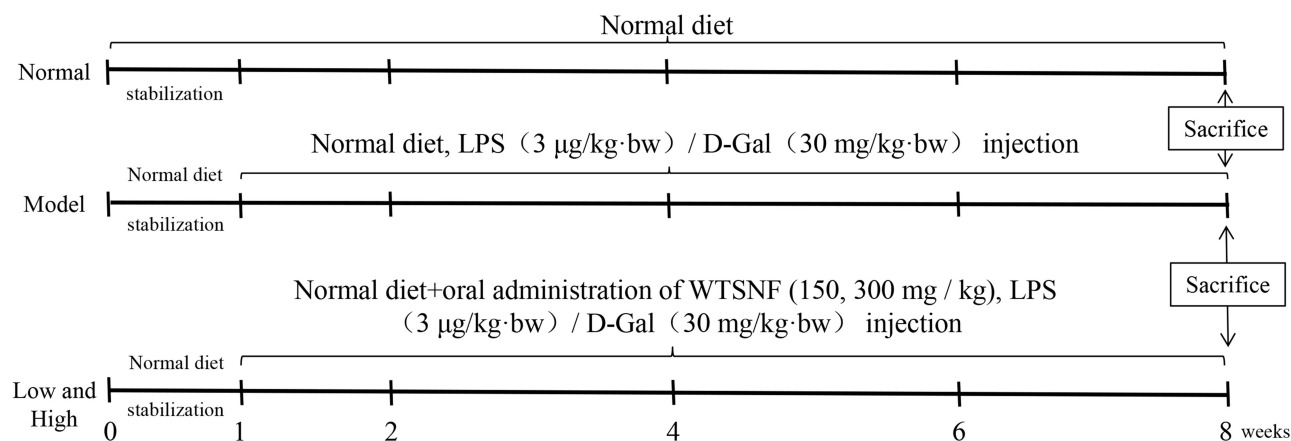 Normal diet
Normal
stabilization
Sacrifice
Normal diet, LPS（3 μg/kg·bw）/ D-Gal（30 mg/kg·bw） injection
Normal diet
Model
stabilization
Sacrifice
Normal diet+oral administration of WTSNF (150, 300 mg / kg), LPS
（3 μg/kg·bw）/ D-Gal（30 mg/kg·bw） injection
Normal diet
Low and
High
stabilization
0 1 2 4 6 8 weeks